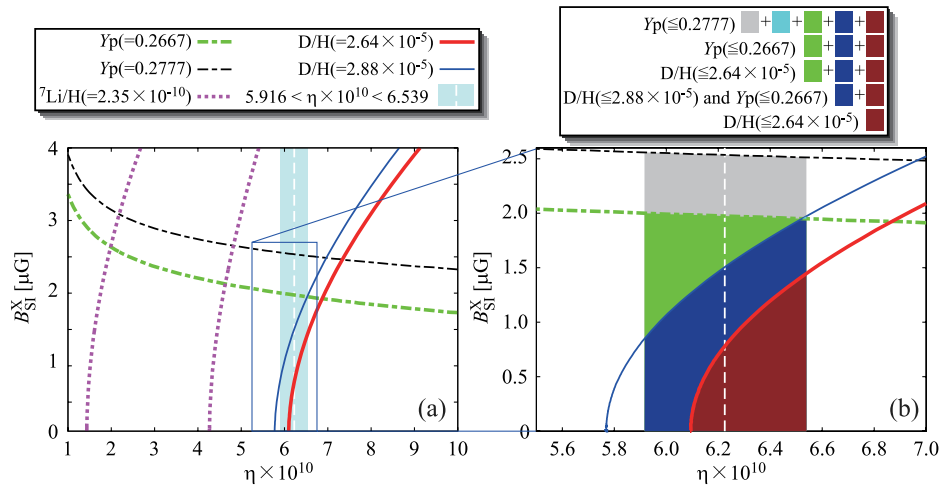 Yp(=0.2667) D/H(=2.64×10⁻⁵)
Yp(=0.2777) D/H(=2.88×10⁻⁵)
⁷Li/H(=2.35×10⁻¹⁰) 5.916 < η×10¹⁰ < 6.539
Yp(≦0.2777) + + + +
Yp(≦0.2667) + +
D/H(≦2.64×10⁻⁵) + +
D/H(≦2.88×10⁻⁵) and Yp(≦0.2667) +
D/H(≦2.64×10⁻⁵)
B_SI^X [μG]
4
3
2
1
0
1 2 3 4 5 6 7 8 9 10
η×10¹⁰
(a)
B_SI^X [μG]
2.5
2.0
1.5
1.0
0.5
0
5.6 5.8 6.0 6.2 6.4 6.6 6.8 7.0
η×10¹⁰
(b)